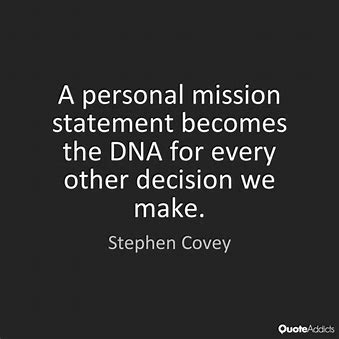 A personal mission
statement becomes
the DNA for every
other decision we
make.
Stephen Covey
QuoteAddicts